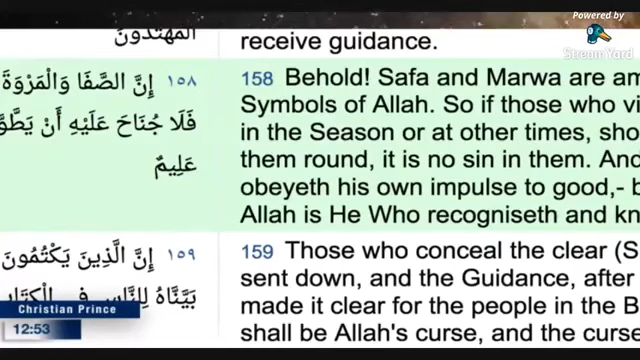 Powered by
StreamYard
المهتدون
receive guidance.
١٥٨ إِنَّ الصَّفَا وَالْمَرْوَةَ
فَلَا جُنَاحَ عَلَيْهِ أَنْ يَطَّوَّ
عَلِيمٌ
158 Behold! Safa and Marwa are am
Symbols of Allah. So if those who vi
in the Season or at other times, sho
them round, it is no sin in them. And
obeyeth his own impulse to good,- b
Allah is He Who recogniseth and kn
١٥٩ إِنَّ الَّذِينَ يَكْتُمُونَ
بَيَّنَّاهُ لِلنَّاسِ فِي الْكِتَابِ
159 Those who conceal the clear (S
sent down, and the Guidance, after
made it clear for the people in the B
shall be Allah's curse, and the curse
Christian Prince
12:53